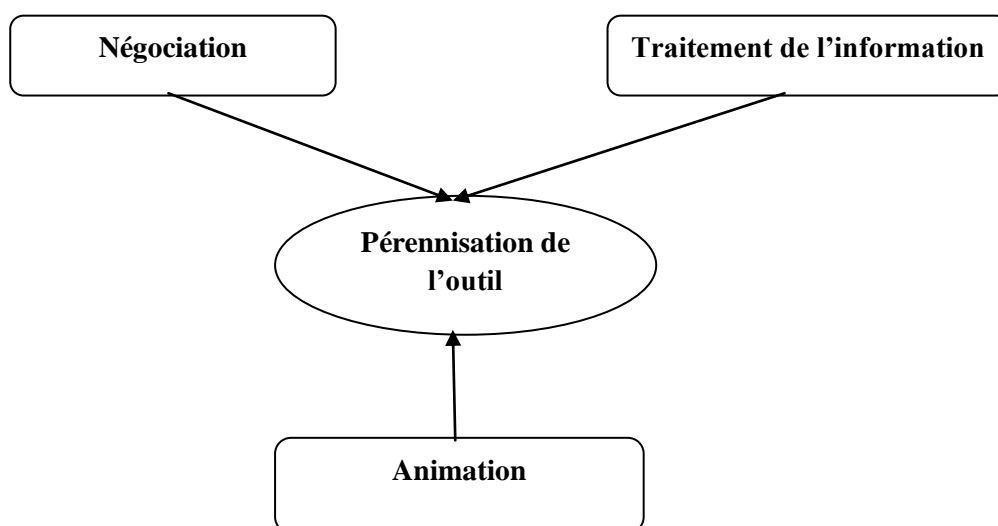 Négociation
Traitement de l’information
Pérennisation de
l’outil
Animation